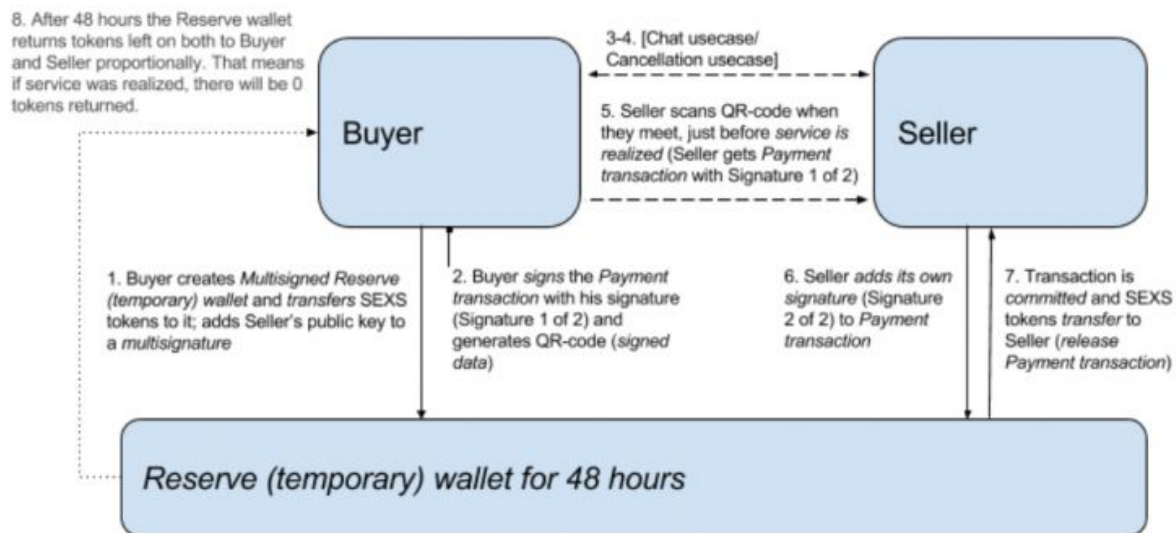 8. After 48 hours the Reserve wallet
returns tokens left on both to Buyer
and Seller proportionally. That means
if service was realized, there will be 0
tokens returned.
Buyer
3-4. [Chat usecase/
Cancellation usecase]
5. Seller scans QR-code when
they meet, just before service is
realized (Seller gets Payment
transaction with Signature 1 of 2)
Seller
1. Buyer creates Multisigned Reserve
(temporary) wallet and transfers SEXS
tokens to it; adds Seller's public key to
a multisignature
2. Buyer signs the Payment
transaction with his signature
(Signature 1 of 2) and
generates QR-code (signed
data)
6. Seller adds its own
signature (Signature
2 of 2) to Payment
transaction
7. Transaction is
committed and SEXS
tokens transfer to
Seller (release
Payment transaction)
Reserve (temporary) wallet for 48 hours